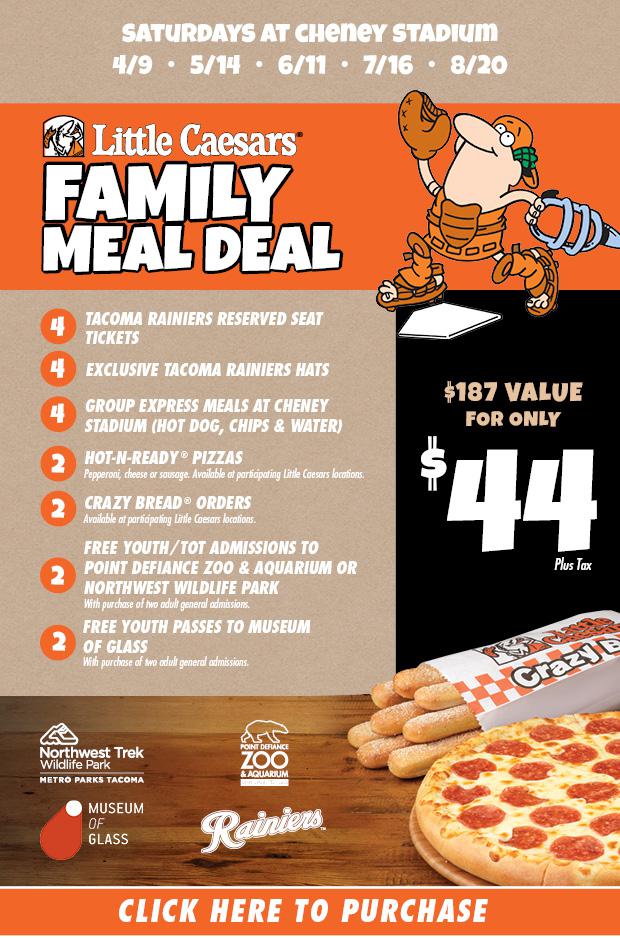 SATURDAYS AT CHENEY STADIUM
4/9 • 5/14 • 6/11 • 7/16 • 8/20
Little Caesars®
FAMILY
MEAL DEAL
4 TACOMA RAINIERS RESERVED SEAT
TICKETS
4 EXCLUSIVE TACOMA RAINIERS HATS
4 GROUP EXPRESS MEALS AT CHENEY
STADIUM (HOT DOG, CHIPS & WATER)
2 HOT-N-READY® PIZZAS
Pepperoni, cheese or sausage. Available at participating Little Caesars locations.
2 CRAZY BREAD® ORDERS
Available at participating Little Caesars locations.
2 FREE YOUTH/TOT ADMISSIONS TO
POINT DEFIANCE ZOO & AQUARIUM OR
NORTHWEST WILDLIFE PARK
With purchase of two adult general admissions.
2 FREE YOUTH PASSES TO MUSEUM
OF GLASS
With purchase of two adult general admissions.
$187 VALUE
FOR ONLY
$44
Plus Tax
Crazy B
Northwest Trek
Wildlife Park
METRO PARKS TACOMA
POINT DEFIANCE
ZOO
& AQUARIUM
MUSEUM
OF
GLASS
Rainiers™
CLICK HERE TO PURCHASE